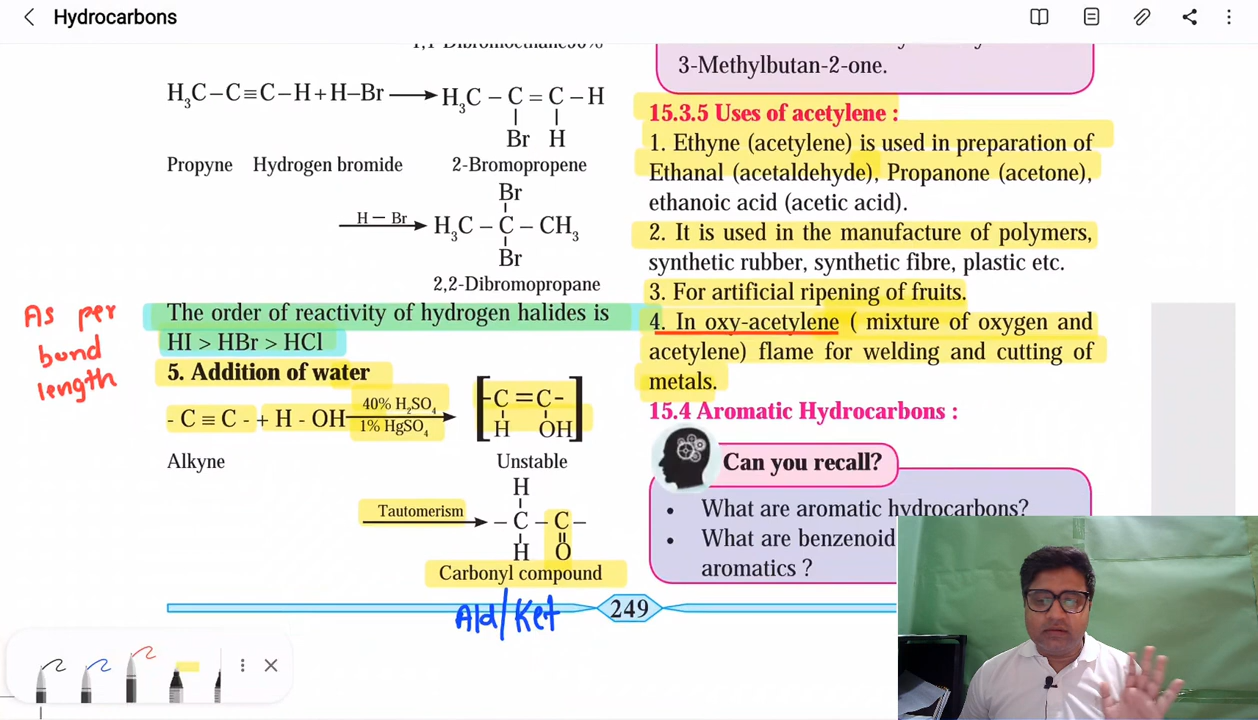 Hydrocarbons
1,1-Dibromoethane90%
H₃C – C ≡ C – H + H – Br ⟶ H₃C – C = C – H
Br H
Propyne Hydrogen bromide 2-Bromopropene
Br
H – Br H₃C – C – CH₃
Br
2,2-Dibromopropane
As per
bond
length
The order of reactivity of hydrogen halides is
HI > HBr > HCl
5. Addition of water
- C ≡ C - + H - OH 40% H₂SO₄ [-C = C-]
1% HgSO₄ H OH
Alkyne Unstable
H
Tautomerism – C – C –
H O
Carbonyl compound
Ald/Ket
249
3-Methylbutan-2-one.
15.3.5 Uses of acetylene :
1. Ethyne (acetylene) is used in preparation of
Ethanal (acetaldehyde), Propanone (acetone),
ethanoic acid (acetic acid).
2. It is used in the manufacture of polymers,
synthetic rubber, synthetic fibre, plastic etc.
3. For artificial ripening of fruits.
4. In oxy-acetylene ( mixture of oxygen and
acetylene) flame for welding and cutting of
metals.
15.4 Aromatic Hydrocarbons :
Can you recall?
• What are aromatic hydrocarbons?
• What are benzenoid
aromatics ?